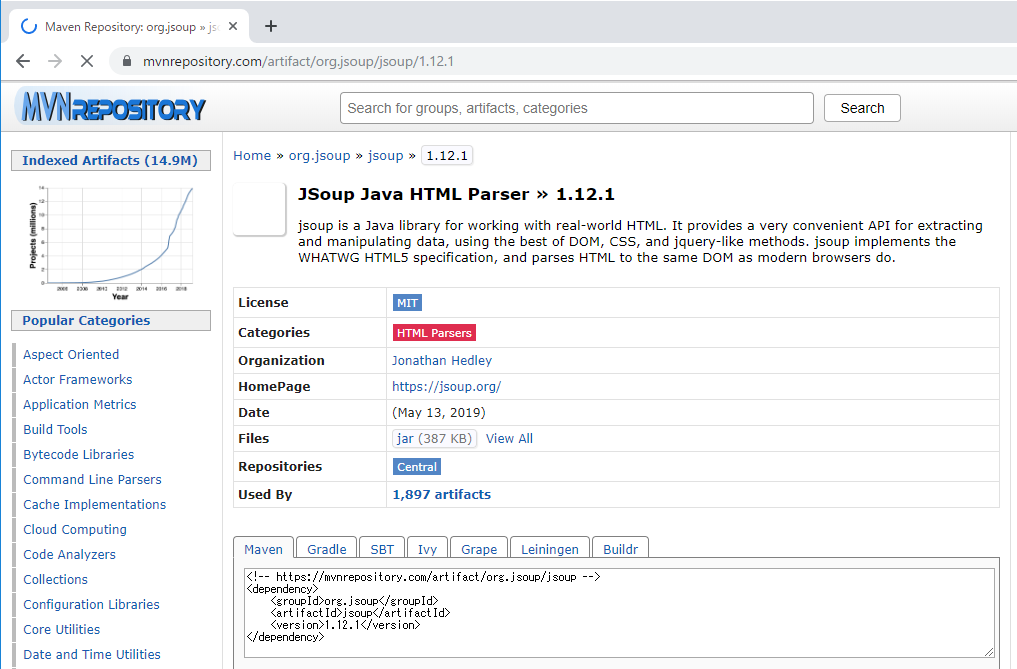 Maven Repository: org.jsoup » js
mvnrepository.com/artifact/org.jsoup/jsoup/1.12.1
MVNREPOSITORY
Search for groups, artifacts, categories
Search
Indexed Artifacts (14.9M)
Projects (millions)
14
12
10
8
6
4
2
0
2006 2008 2010 2012 2014 2016 2018
Year
Popular Categories
Aspect Oriented
Actor Frameworks
Application Metrics
Build Tools
Bytecode Libraries
Command Line Parsers
Cache Implementations
Cloud Computing
Code Analyzers
Collections
Configuration Libraries
Core Utilities
Date and Time Utilities
Home » org.jsoup » jsoup » 1.12.1
JSoup Java HTML Parser » 1.12.1
jsoup is a Java library for working with real-world HTML. It provides a very convenient API for extracting
and manipulating data, using the best of DOM, CSS, and jquery-like methods. jsoup implements the
WHATWG HTML5 specification, and parses HTML to the same DOM as modern browsers do.
License MIT
Categories HTML Parsers
Organization Jonathan Hedley
HomePage https://jsoup.org/
Date (May 13, 2019)
Files jar (387 KB) View All
Repositories Central
Used By 1,897 artifacts
Maven Gradle SBT Ivy Grape Leiningen Buildr
<!-- https://mvnrepository.com/artifact/org.jsoup/jsoup -->
<dependency>
    <groupId>org.jsoup</groupId>
    <artifactId>jsoup</artifactId>
    <version>1.12.1</version>
</dependency>